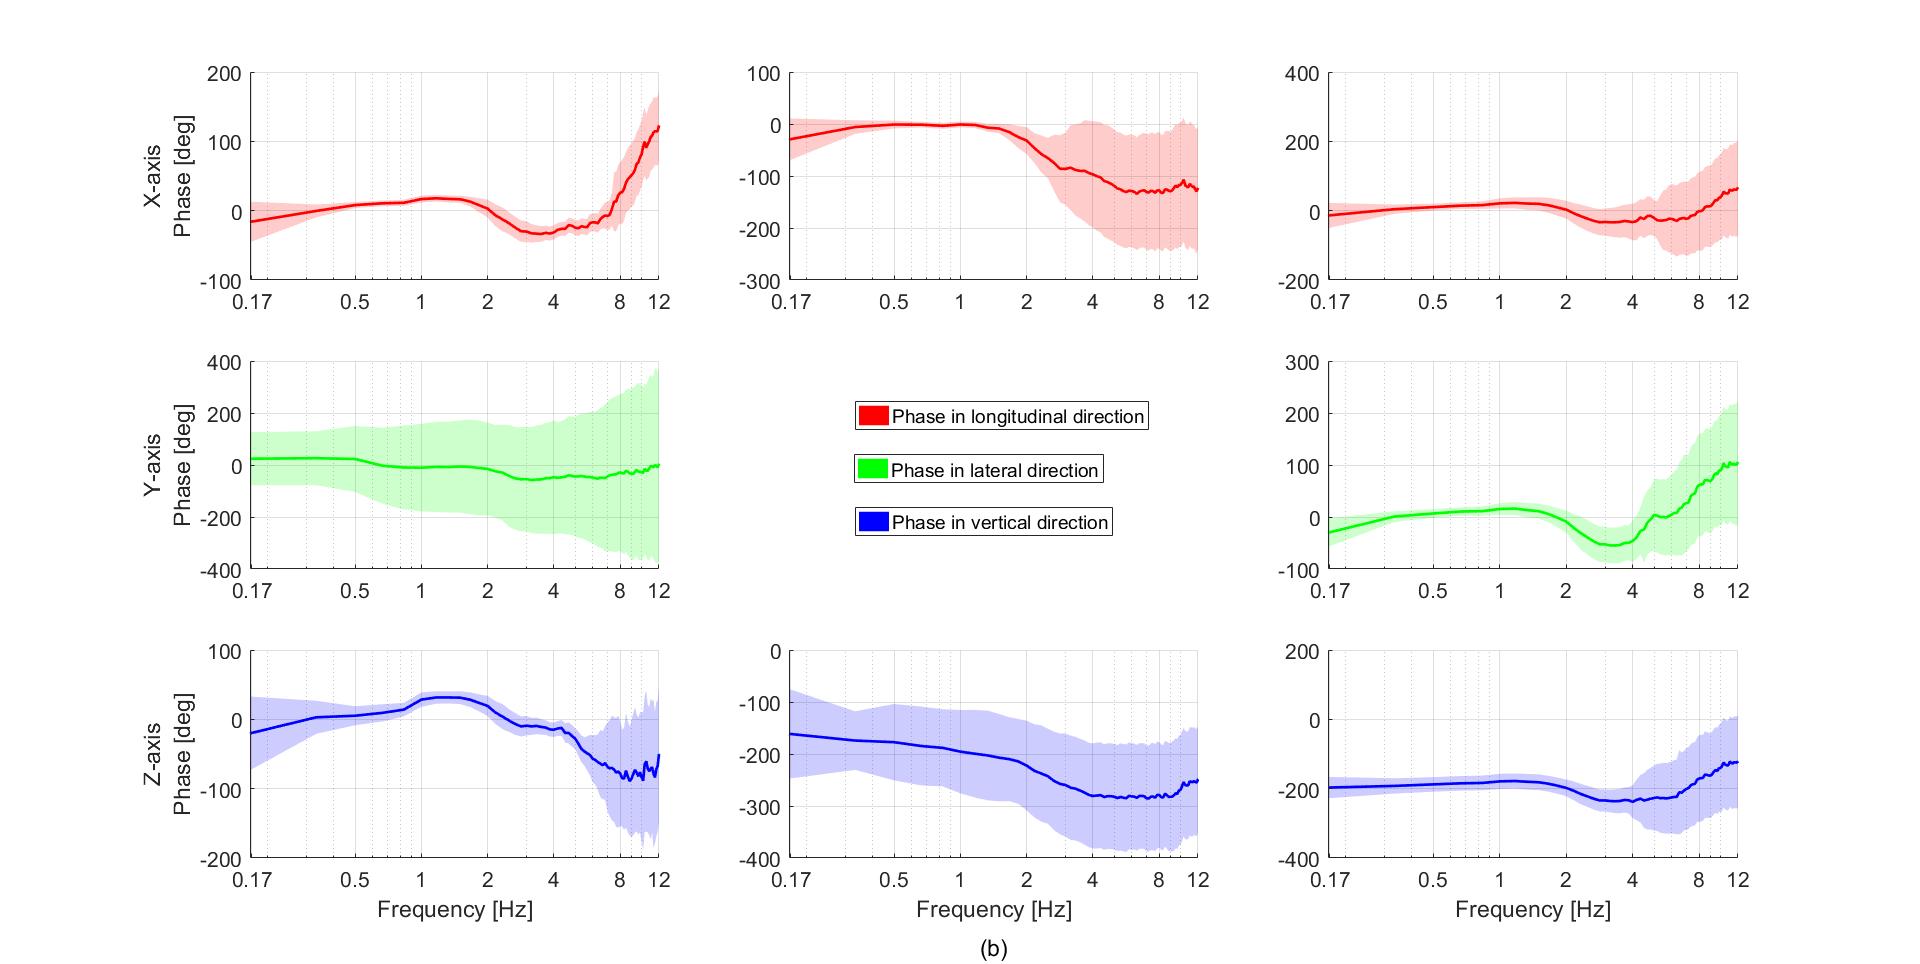 200
100
0
-100
0.17 0.5 1 2 4 8 12
X-axis
Phase [deg]
100
0
-100
-200
-300
0.17 0.5 1 2 4 8 12
400
200
0
-200
0.17 0.5 1 2 4 8 12
400
200
0
-200
-400
0.17 0.5 1 2 4 8 12
Y-axis
Phase [deg]
Phase in longitudinal direction
Phase in lateral direction
Phase in vertical direction
300
200
100
0
-100
0.17 0.5 1 2 4 8 12
100
0
-100
-200
0.17 0.5 1 2 4 8 12
Z-axis
Phase [deg]
Frequency [Hz]
0
-100
-200
-300
-400
0.17 0.5 1 2 4 8 12
Frequency [Hz]
200
0
-200
-400
0.17 0.5 1 2 4 8 12
Frequency [Hz]
(b)